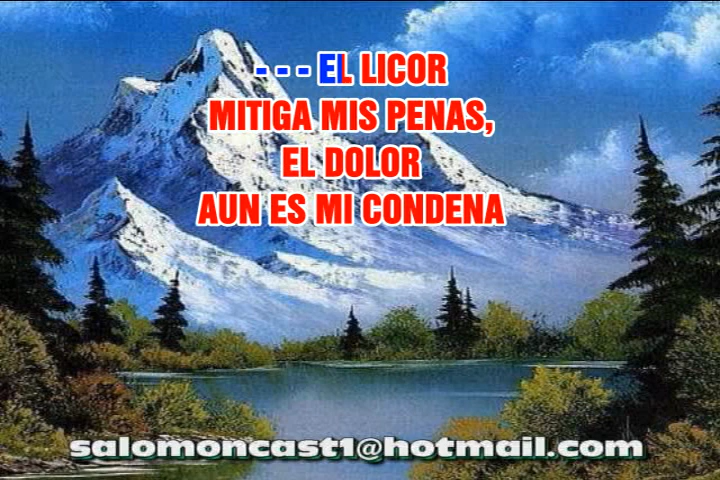 - - - EL LICOR
MITIGA MIS PENAS,
EL DOLOR
AUN ES MI CONDENA
salomoncast1@hotmail.com